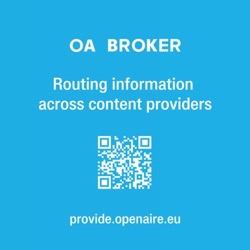 OA BROKER
Routing information
across content providers
provide.openaire.eu